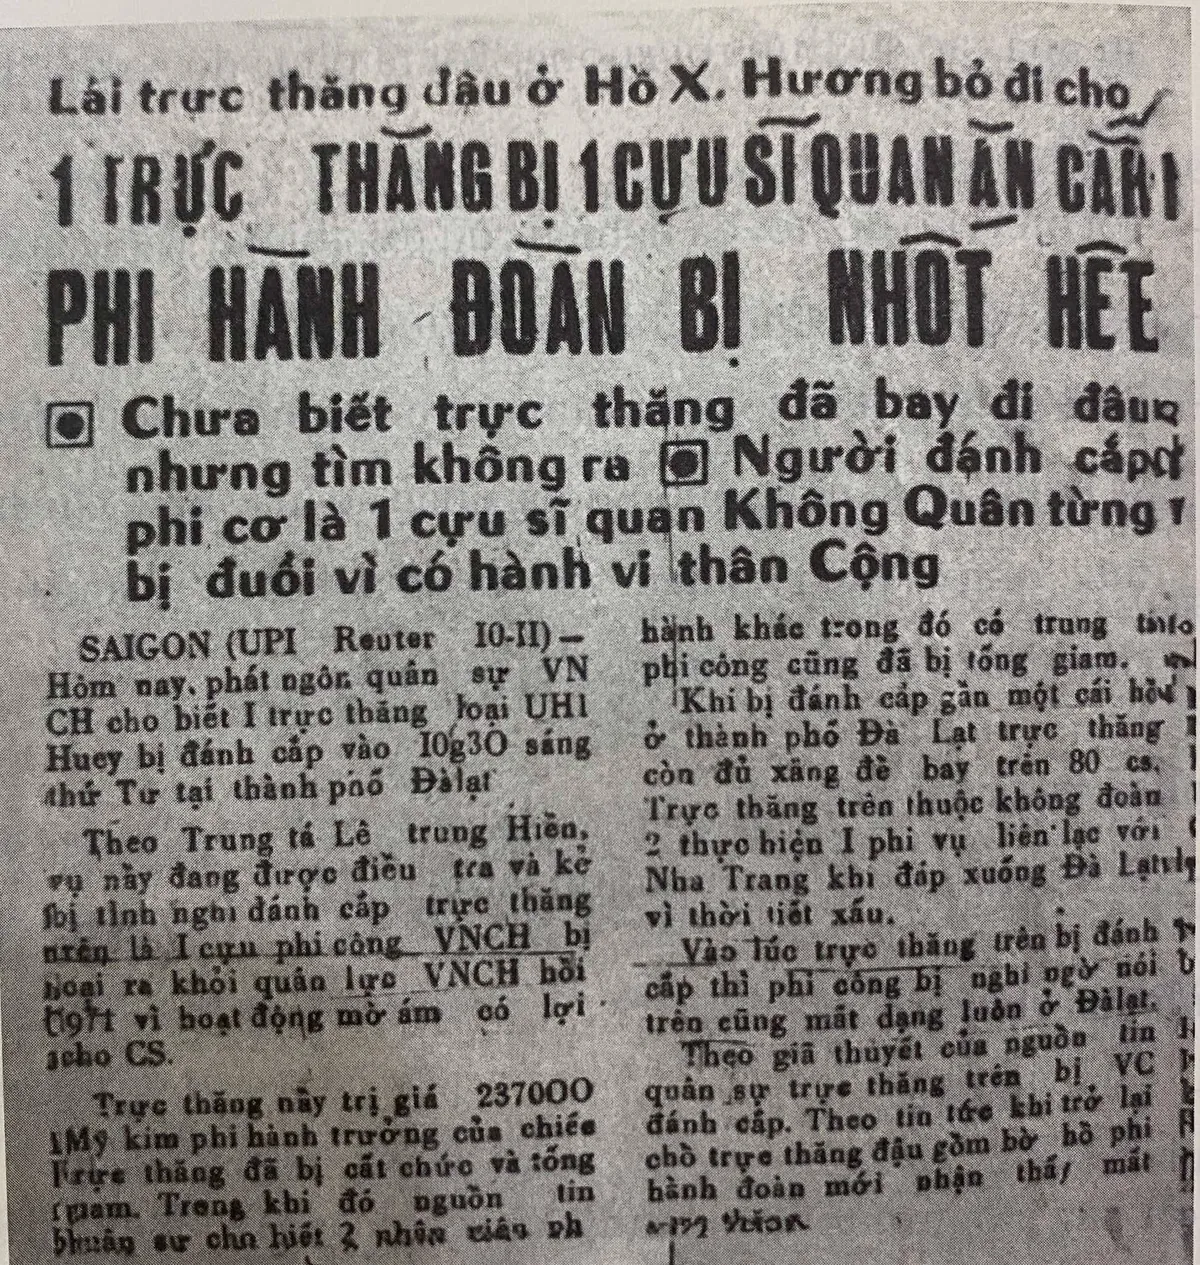 Lái trực thăng đậu ở Hồ X. Hương bỏ đi chơ
1 TRỰC THĂNG BỊ 1 CỰU SĨ QUAN ĂN CẮP
PHI HÀNH ĐOÀN BỊ NHỐT HẾT
Chưa biết trực thăng đã bay đi đâu
nhưng tìm không ra Người đánh cắp
phi cơ là 1 cựu sĩ quan Không Quân từng
bị đuổi vì có hành vi thân Cộng
SAIGON (UPI Reuter I0-II) —
Hôm nay, phát ngôn quân sự VN
CH cho biết I trực thăng loại UH1
Huey bị đánh cắp vào I0g3O sáng
thứ Tư tại thành phố Đàlạt
Theo Trung tá Lê trung Hiền,
vụ này đang được điều tra và kẻ
bị tình nghi đánh cắp trực thăng
trên là I cựu phi công VNCH bị
loại ra khỏi quân lực VNCH hồi
1971 vì hoạt động mờ ám có lợi
cho CS.
Trực thăng này trị giá 2370OO
Mỹ kim phi hành trưởng của chiếc
trực thăng đã bị cất chức và tống
giam. Trong khi đó nguồn tin
quân sự cho biết 2 nhân viên ph
hành khác trong đó có trung
phi công cũng đã bị tống giam.
Khi bị đánh cắp gần một cái hồ
ở thành phố Đà Lạt trực thăng
còn đủ xăng để bay trên 80 cs.
Trực thăng trên thuộc không đoàn
2 thực hiện I phi vụ liên lạc với
Nha Trang khi đáp xuống Đà Lạt
vì thời tiết xấu.
Vào lúc trực thăng trên bị đánh
cắp thì phi công bị nghi ngờ nói
trên cũng mất dạng luôn ở Đàlạt.
Theo giả thuyết của nguồn tin
quân sự trực thăng trên bị VC
đánh cắp. Theo tin tức khi trở lại
chỗ trực thăng đậu gồm bờ hồ phi
hành đoàn mới nhận thấy mất